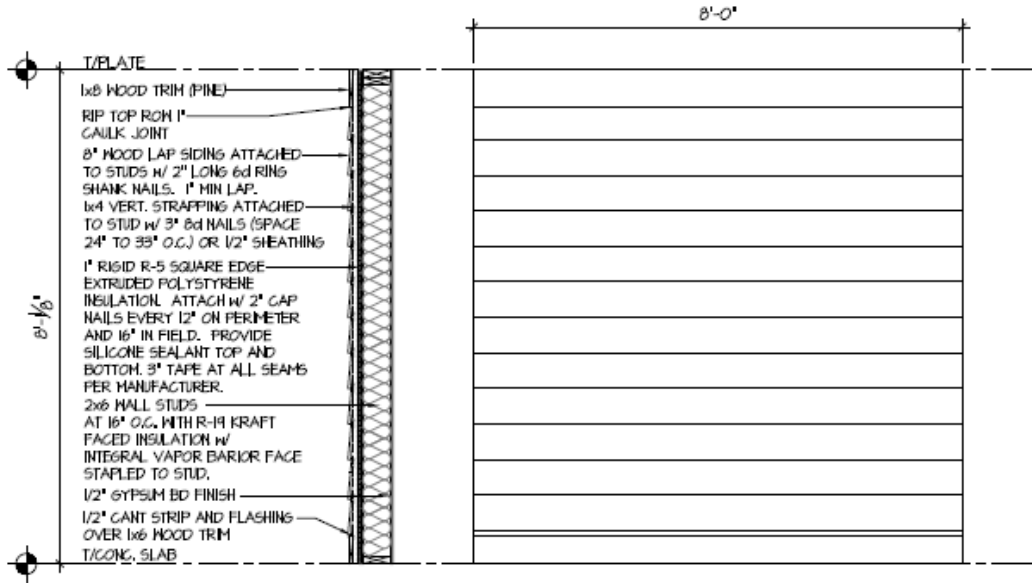 8'-0"
T/PLATE
1x8 WOOD TRIM (PINE)
RIP TOP ROW 1"
CAULK JOINT
8" WOOD LAP SIDING ATTACHED
TO STUDS W/ 2" LONG 6d RING
SHANK NAILS. 1" MIN LAP.
1x4 VERT. STRAPPING ATTACHED
TO STUD W/ 3" 8d NAILS (SPACE
24" TO 33" O.C.) OR 1/2" SHEATHING
1" RIGID R-5 SQUARE EDGE
EXTRUDED POLYSTYRENE
INSULATION. ATTACH W/ 2" CAP
NAILS EVERY 12" ON PERIMETER
AND 16" IN FIELD. PROVIDE
SILICONE SEALANT TOP AND
BOTTOM. 3" TAPE AT ALL SEAMS
PER MANUFACTURER.
2x6 WALL STUDS
AT 16" O.C. WITH R-19 KRAFT
FACED INSULATION W/
INTEGRAL VAPOR BARIOR FACE
STAPLED TO STUD.
1/2" GYPSUM BD FINISH
1/2" CANT STRIP AND FLASHING
OVER 1x6 WOOD TRIM
T/CONC. SLAB
8'-1/8"